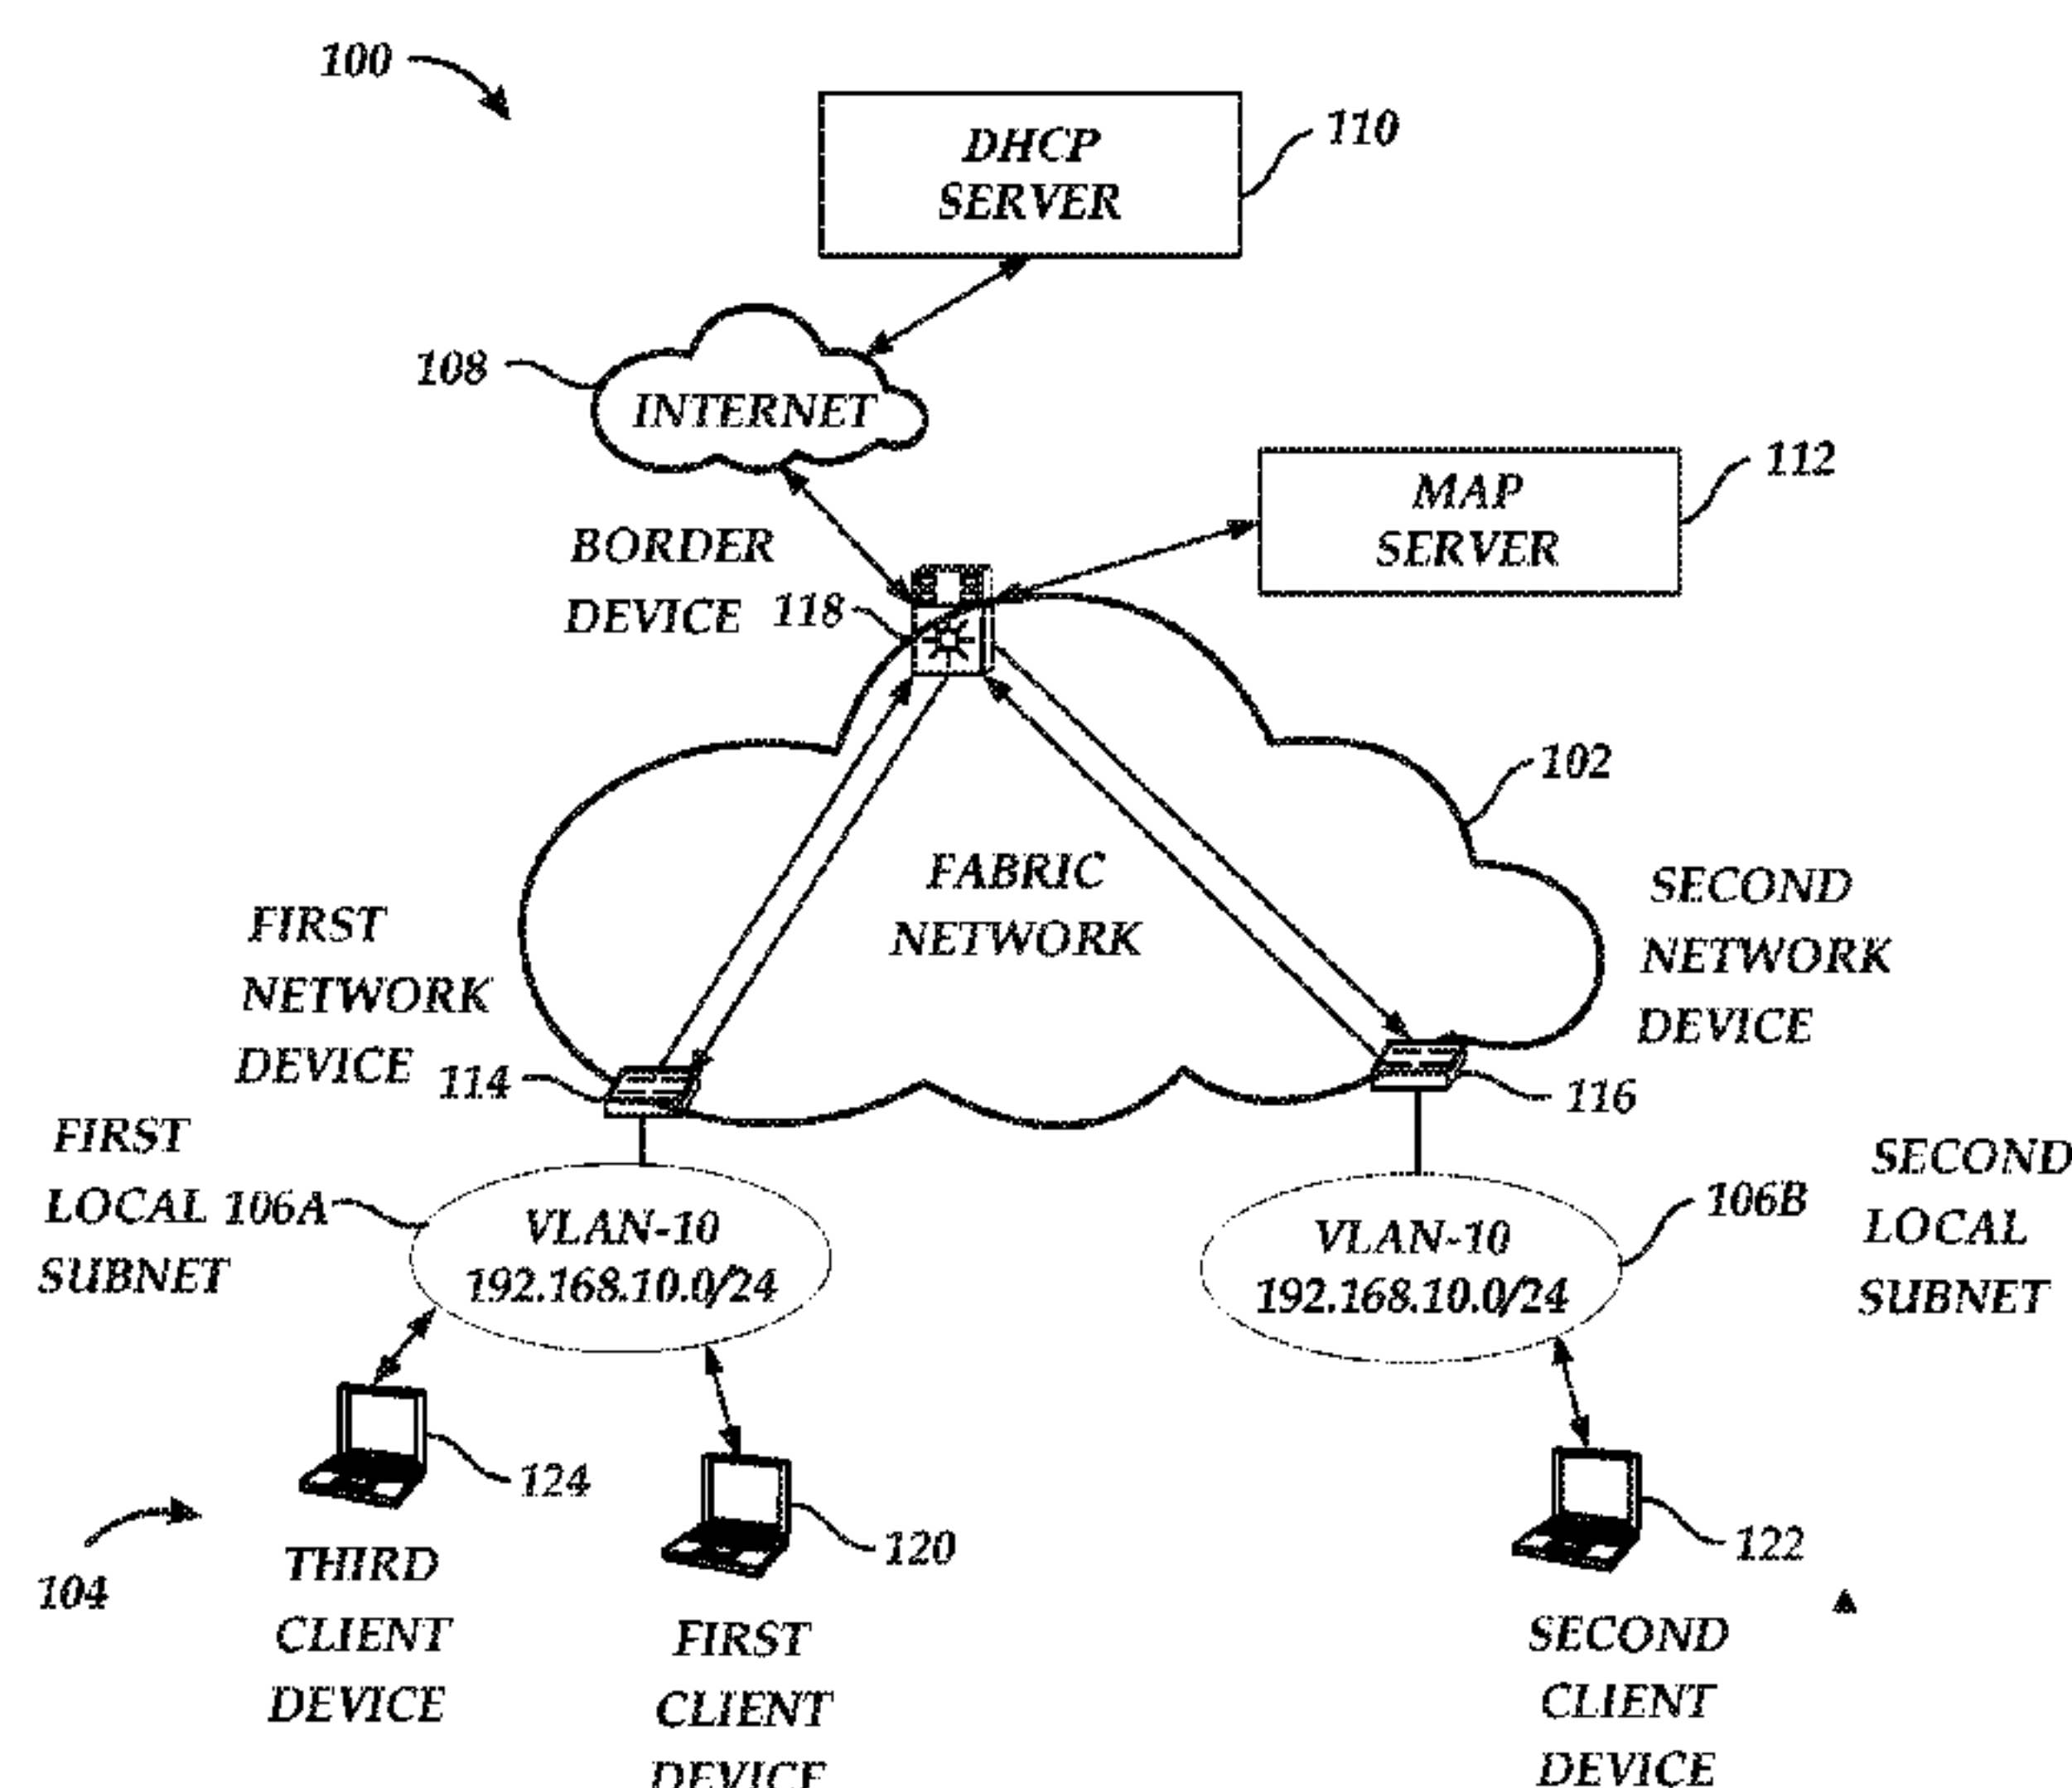 100
DHCP
SERVER
110
108
INTERNET
MAP
SERVER
112
BORDER
DEVICE 118
102
FABRIC
NETWORK
FIRST
NETWORK
DEVICE 114
SECOND
NETWORK
DEVICE
116
FIRST
LOCAL 106A
SUBNET
VLAN-10
192.168.10.0/24
VLAN-10
192.168.10.0/24
106B
SECOND
LOCAL
SUBNET
124
120
122
104
THIRD
CLIENT
DEVICE
FIRST
CLIENT
DEVICE
SECOND
CLIENT
DEVICE